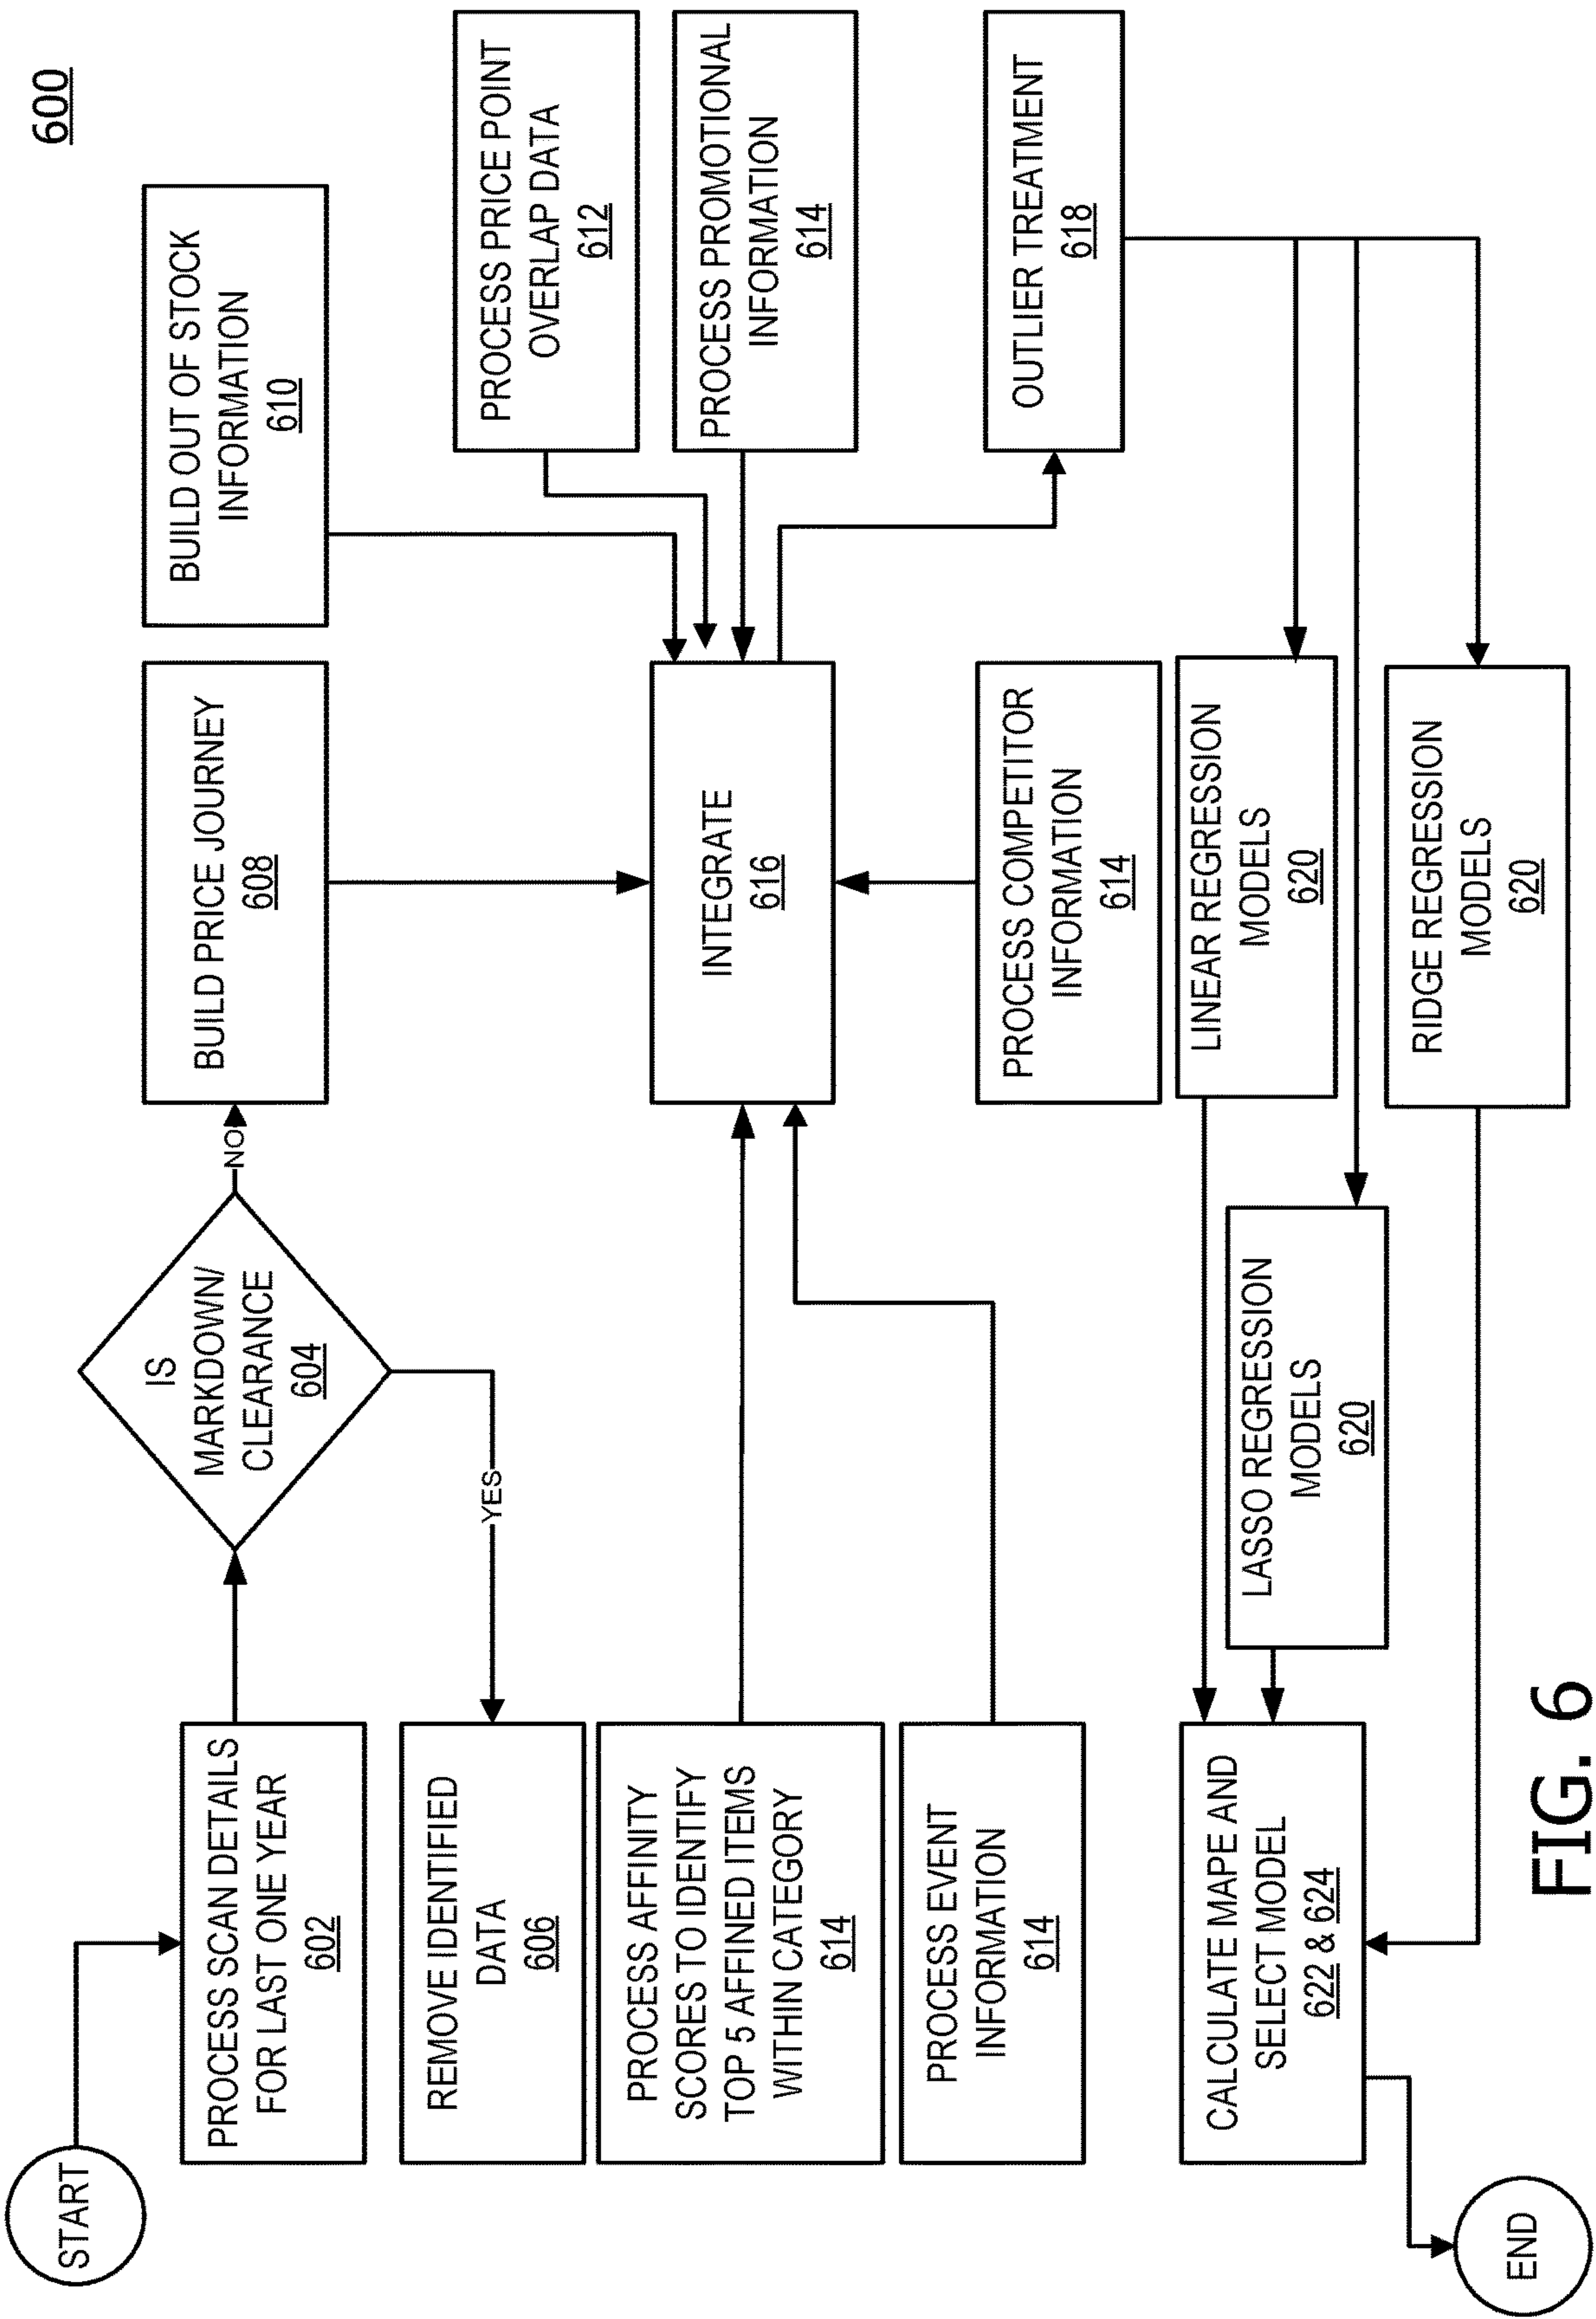 600
START
PROCESS SCAN DETAILS
FOR LAST ONE YEAR
602
IS
MARKDOWN/
CLEARANCE
604
NO
BUILD PRICE JOURNEY
608
BUILD OUT OF STOCK
INFORMATION
610
YES
REMOVE IDENTIFIED
DATA
606
PROCESS PRICE POINT
OVERLAP DATA
612
PROCESS AFFINITY
SCORES TO IDENTIFY
TOP 5 AFFINED ITEMS
WITHIN CATEGORY
614
INTEGRATE
616
PROCESS PROMOTIONAL
INFORMATION
614
PROCESS EVENT
INFORMATION
614
PROCESS COMPETITOR
INFORMATION
614
OUTLIER TREATMENT
618
CALCULATE MAPE AND
SELECT MODEL
622 & 624
LASSO REGRESSION
MODELS
620
LINEAR REGRESSION
MODELS
620
RIDGE REGRESSION
MODELS
620
END
FIG. 6